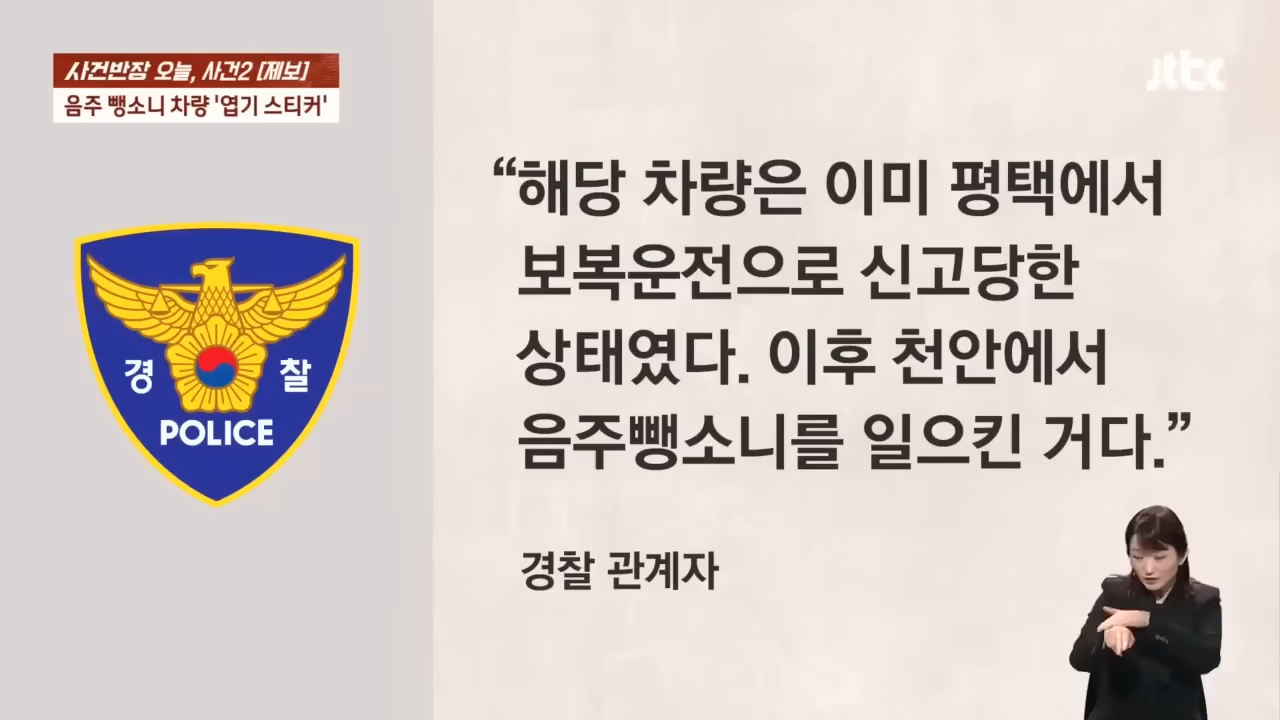 사건반장 오늘, 사건2 [제보]
음주 뺑소니 차량 '엽기 스티커'
jtbc
“해당 차량은 이미 평택에서
보복운전으로 신고당한
상태였다. 이후 천안에서
음주뺑소니를 일으킨 거다.”
경찰 관계자
경 찰
POLICE